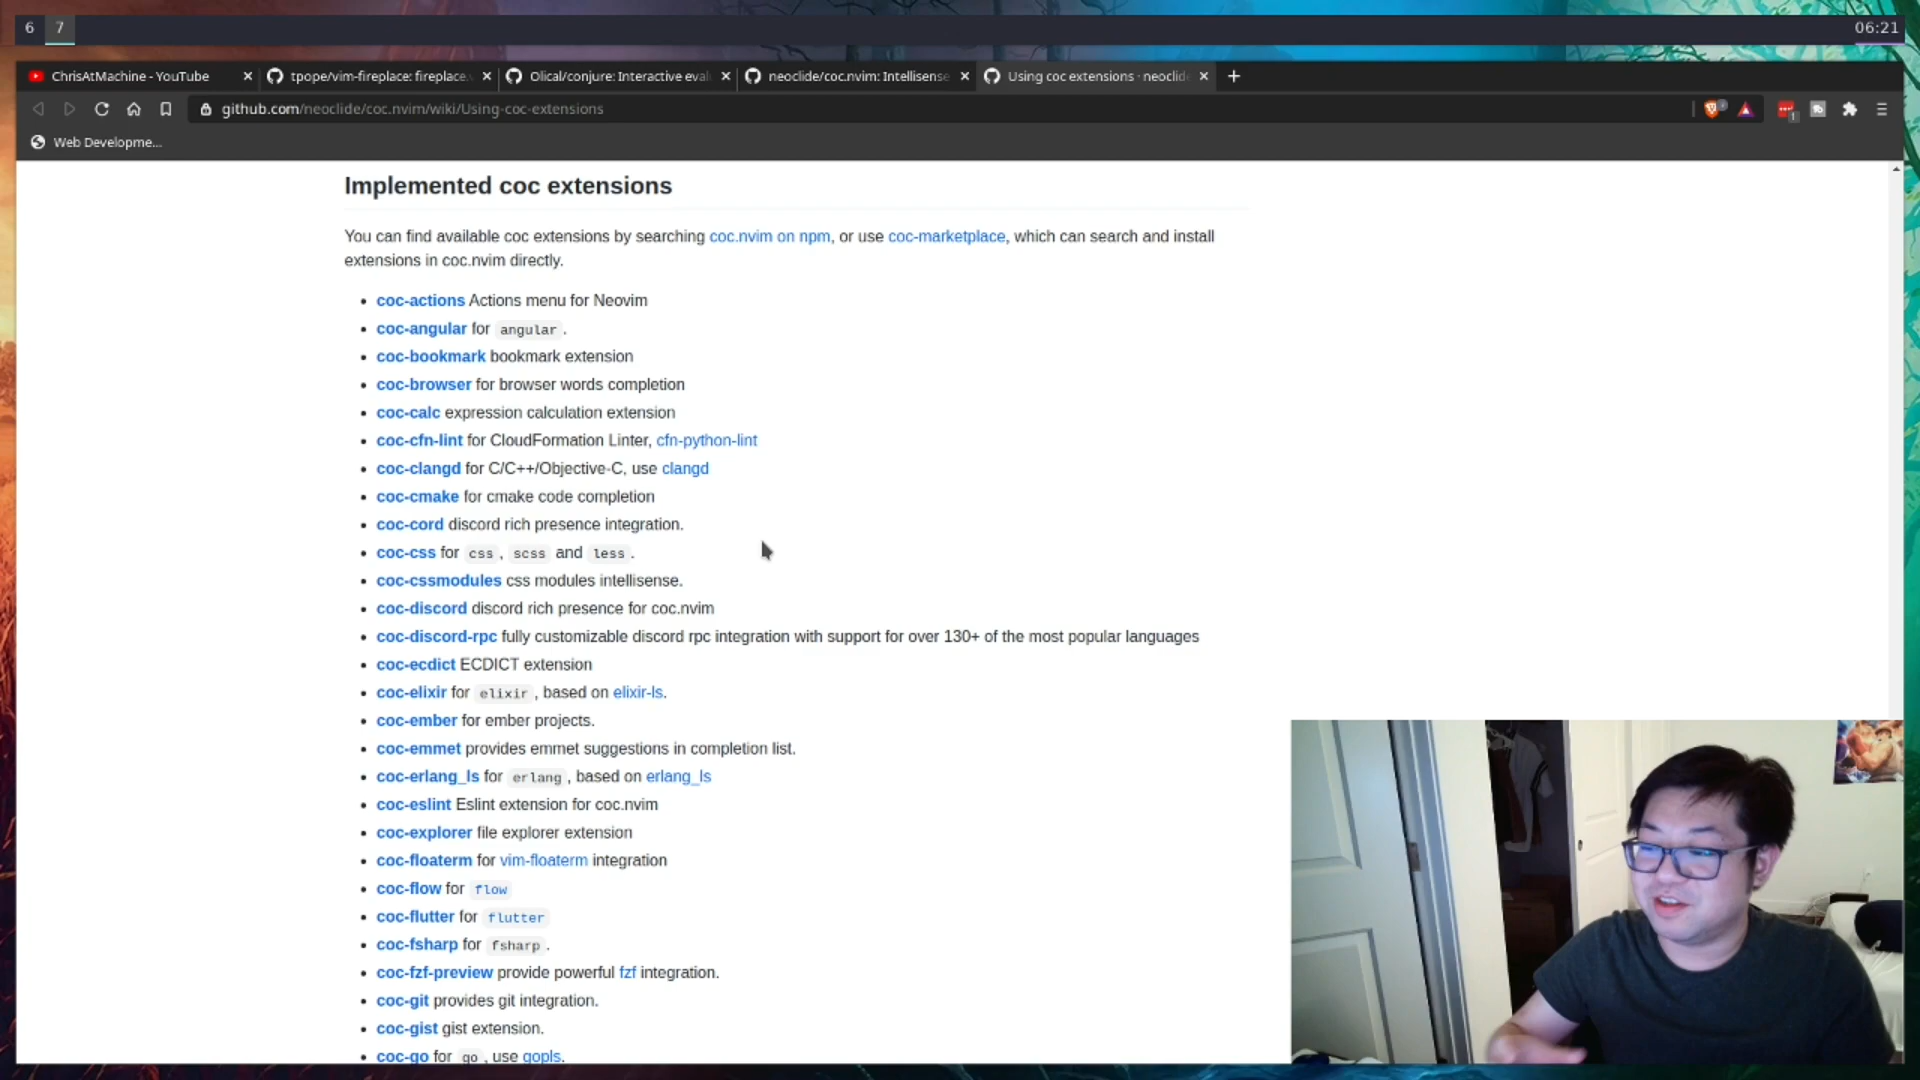 6 7 06:21
ChrisAtMachine - YouTube tpope/vim-fireplace: fireplace. Olical/conjure: Interactive eval neoclide/coc.nvim: Intellisense Using coc extensions · neoclide
github.com/neoclide/coc.nvim/wiki/Using-coc-extensions
Web Developme...
Implemented coc extensions
You can find available coc extensions by searching coc.nvim on npm, or use coc-marketplace, which can search and install
extensions in coc.nvim directly.
• coc-actions Actions menu for Neovim
• coc-angular for angular .
• coc-bookmark bookmark extension
• coc-browser for browser words completion
• coc-calc expression calculation extension
• coc-cfn-lint for CloudFormation Linter, cfn-python-lint
• coc-clangd for C/C++/Objective-C, use clangd
• coc-cmake for cmake code completion
• coc-cord discord rich presence integration.
• coc-css for css , scss and less .
• coc-cssmodules css modules intellisense.
• coc-discord discord rich presence for coc.nvim
• coc-discord-rpc fully customizable discord rpc integration with support for over 130+ of the most popular languages
• coc-ecdict ECDICT extension
• coc-elixir for elixir , based on elixir-ls.
• coc-ember for ember projects.
• coc-emmet provides emmet suggestions in completion list.
• coc-erlang_ls for erlang , based on erlang_ls
• coc-eslint Eslint extension for coc.nvim
• coc-explorer file explorer extension
• coc-floaterm for vim-floaterm integration
• coc-flow for flow
• coc-flutter for flutter
• coc-fsharp for fsharp .
• coc-fzf-preview provide powerful fzf integration.
• coc-git provides git integration.
• coc-gist gist extension.
• coc-go for go , use gopls.